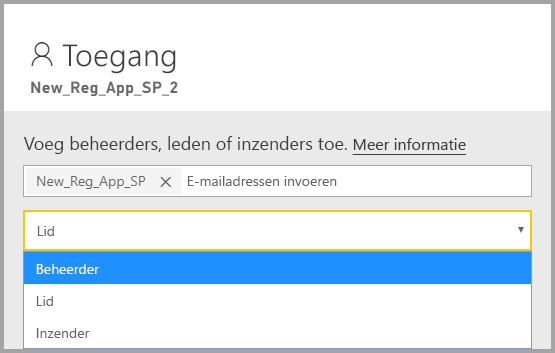 Toegang
New_Reg_App_SP_2
Voeg beheerders, leden of inzenders toe. Meer informatie
New_Reg_App_SP E-mailadressen invoeren
Lid
Beheerder
Lid
Inzender